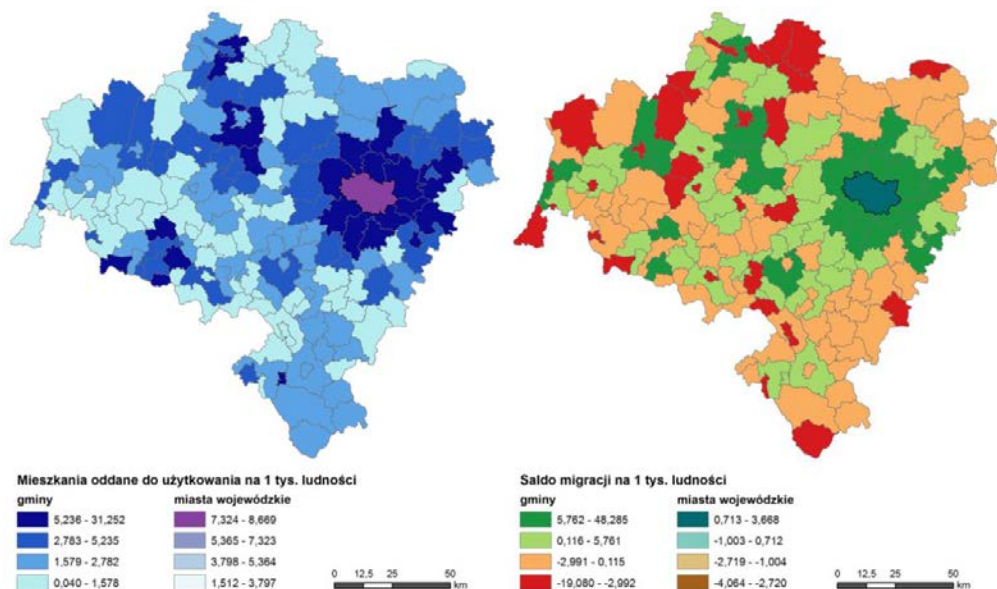 Mieszkania oddane do użytkowania na 1 tys. ludności
gminy
5,236 - 31,252
2,783 - 5,235
1,579 - 2,782
0,040 - 1,578
miasta wojewódzkie
7,324 - 8,669
5,365 - 7,323
3,798 - 5,364
1,512 - 3,797
0 12,5 25 50
km
Saldo migracji na 1 tys. ludności
gminy
5,762 - 48,285
0,116 - 5,761
-2,991 - 0,115
-19,080 - -2,992
miasta wojewódzkie
0,713 - 3,668
-1,003 - 0,712
-2,719 - -1,004
-4,064 - -2,720
0 12,5 25 50
km